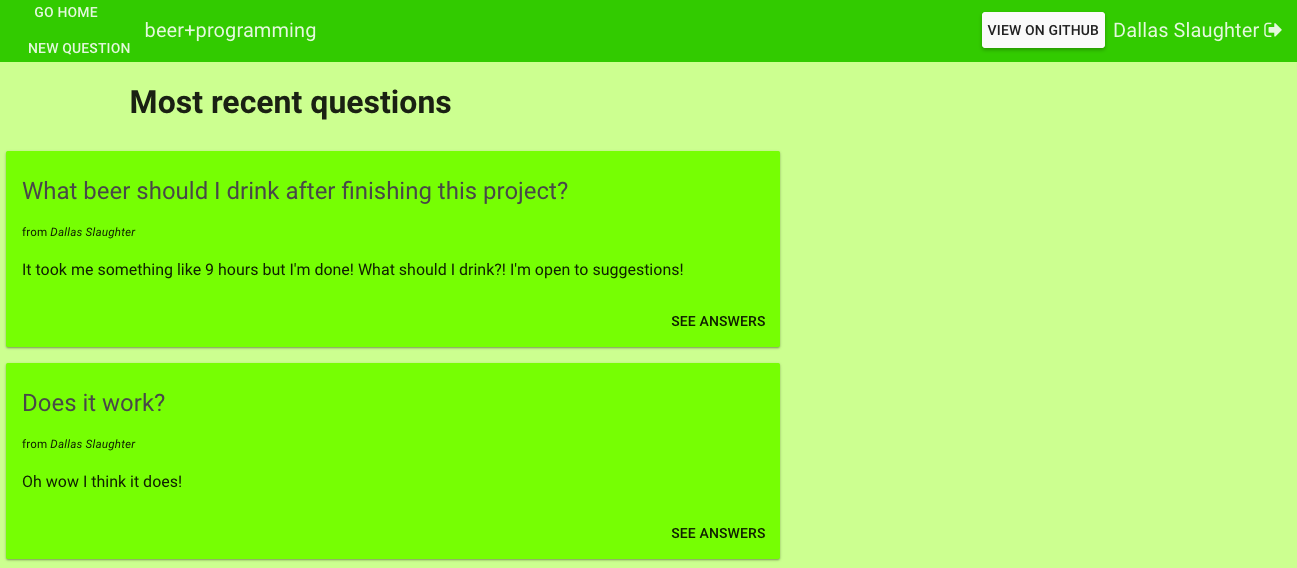 GO HOME
NEW QUESTION
beer+programming
VIEW ON GITHUB
Dallas Slaughter
Most recent questions
What beer should I drink after finishing this project?
from Dallas Slaughter
It took me something like 9 hours but I'm done! What should I drink?! I'm open to suggestions!
SEE ANSWERS
Does it work?
from Dallas Slaughter
Oh wow I think it does!
SEE ANSWERS